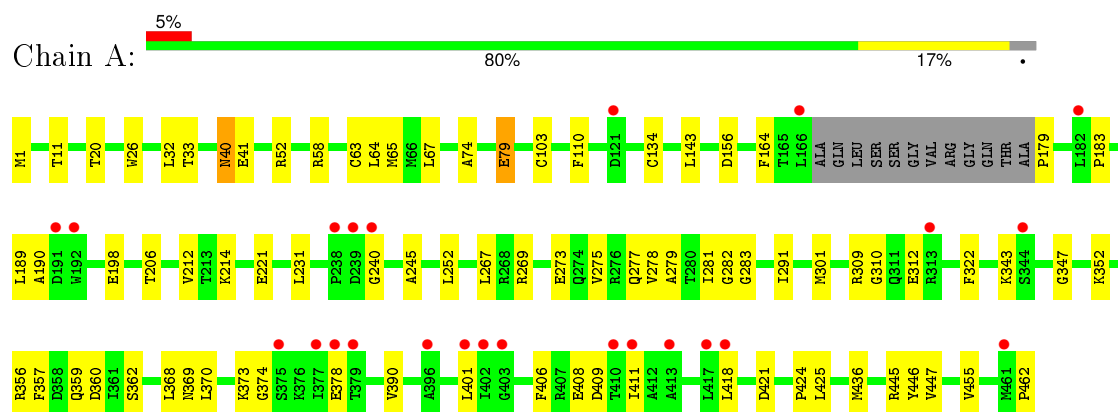 5%
Chain A:
80% 17% •
M1 T11 T20 W26 L32 T33 N40 E41 R52 R58 C63 L64 M65 M66 L67 A74 E79 C103 F110 D121 C134 L143 D156 F164 T165 L166 ALA GLN LEU SER SER GLY VAL ARG GLY GLN THR ALA P179 L182 P183
L189 A190 D191 W192 E198 T206 V212 T213 K214 E221 L231 P238 D239 G240 A245 L252 L267 R268 R269 E273 Q274 V275 R276 Q277 V278 A279 T280 I281 G282 G283 I291 M301 R309 G310 Q311 E312 R313 F322 K343 S344 G347 K352
R356 F357 D358 Q359 D360 I361 S362 L368 N369 L370 K373 G374 S375 K376 I377 E378 T379 V390 A396 L401 I402 G403 F406 R407 E408 D409 T410 I411 A412 A413 L417 L418 D421 P424 L425 M436 R445 Y446 V447 V455 M461 P462